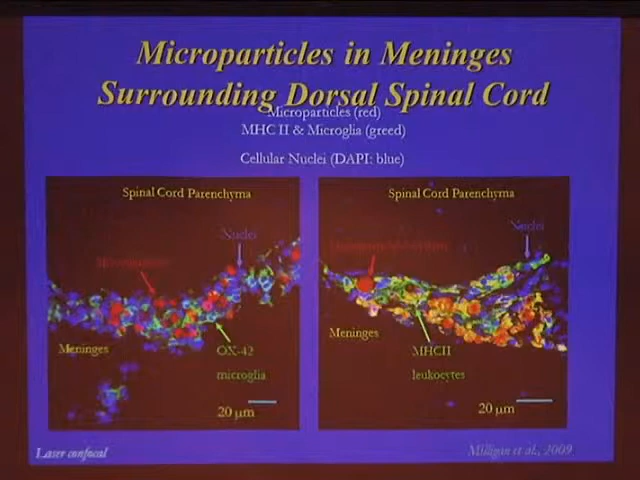 Microparticles in Meninges
Surrounding Dorsal Spinal Cord
Microparticles (red)
MHC II & Microglia (greed)
Cellular Nuclei (DAPI: blue)
Spinal Cord Parenchyma
Nuclei
Meninges
OX-42
microglia
20 µm
Spinal Cord Parenchyma
Nuclei
Meninges
MHCII
leukocytes
20 µm
Laser confocal
Milligan et al., 2009